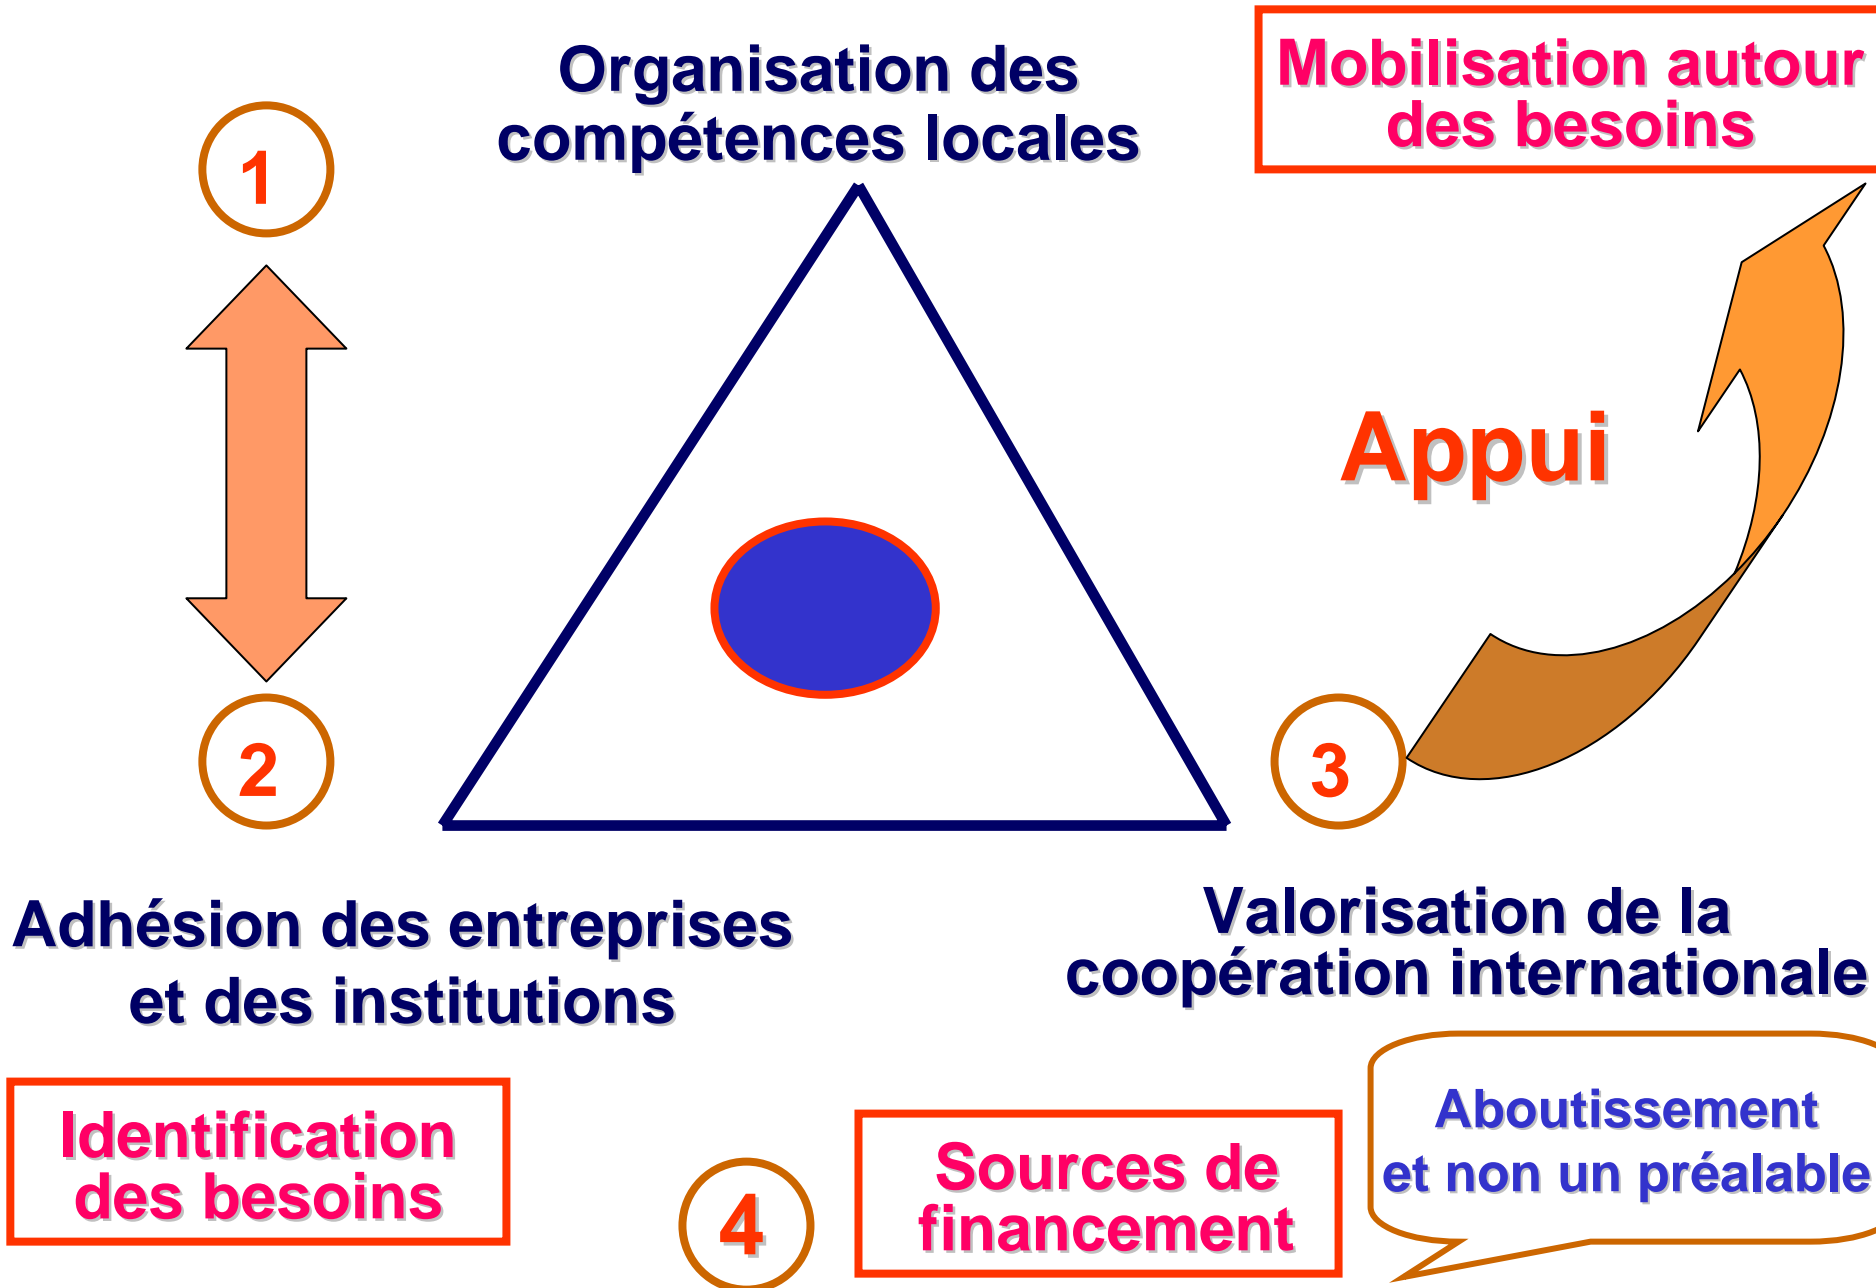 Organisation des
compétences locales
Mobilisation autour
des besoins
1
Appui
2
3
Adhésion des entreprises
et des institutions
Valorisation de la
coopération internationale
Identification
des besoins
4
Sources de
financement
Aboutissement
et non un préalable